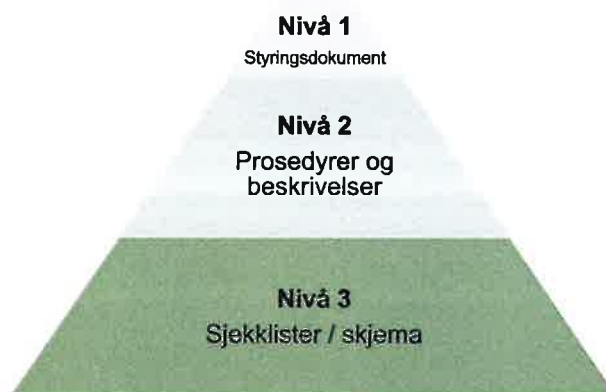 Nivå 1
Styringsdokument
Nivå 2
Prosedyrer og
beskrivelser
Nivå 3
Sjekklister / skjema